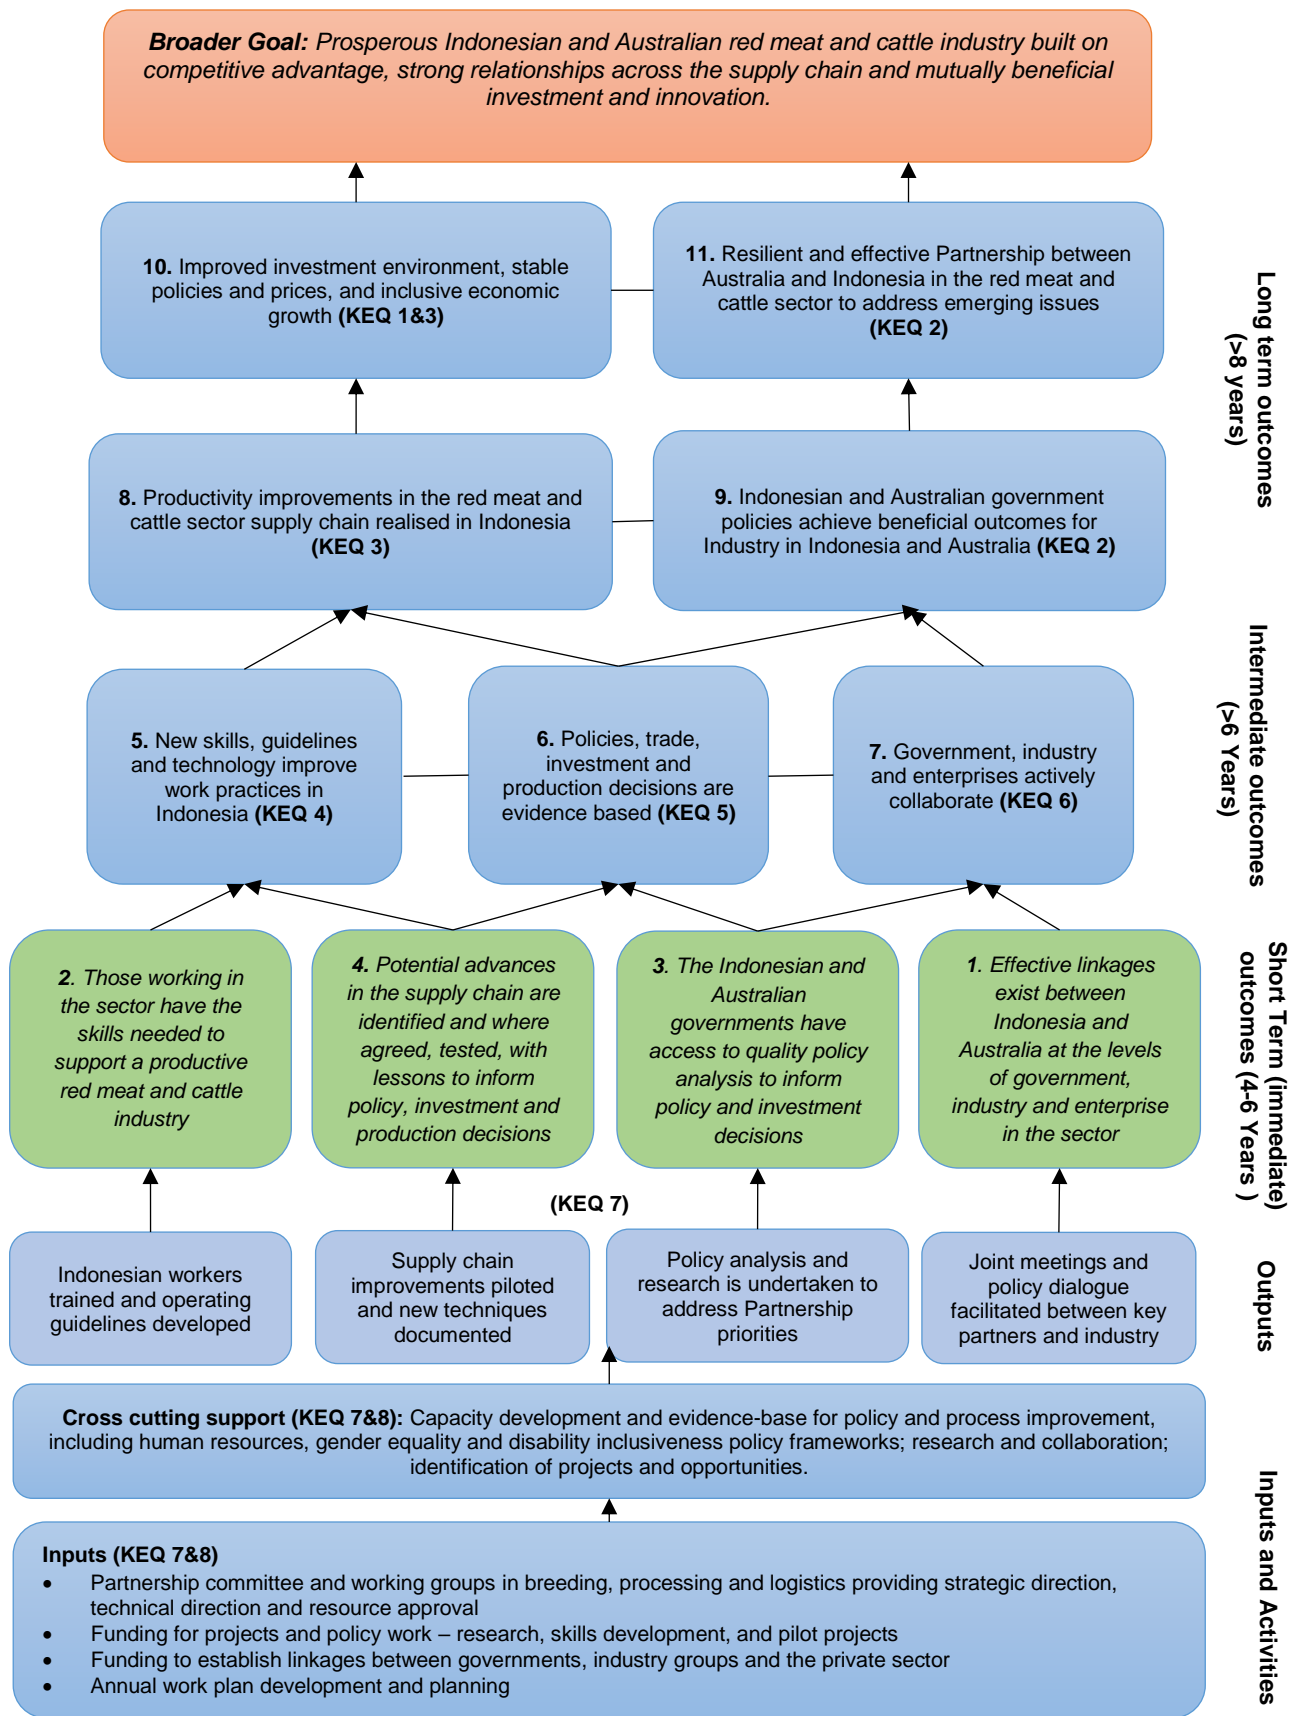 Broader Goal: Prosperous Indonesian and Australian red meat and cattle industry built on
competitive advantage, strong relationships across the supply chain and mutually beneficial
investment and innovation.
10. Improved investment environment, stable
policies and prices, and inclusive economic
growth (KEQ 1&3)
11. Resilient and effective Partnership between
Australia and Indonesia in the red meat and
cattle sector to address emerging issues
(KEQ 2)
Long term outcomes
(>8 years)
8. Productivity improvements in the red meat and
cattle sector supply chain realised in Indonesia
(KEQ 3)
9. Indonesian and Australian government
policies achieve beneficial outcomes for
Industry in Indonesia and Australia (KEQ 2)
5. New skills, guidelines
and technology improve
work practices in
Indonesia (KEQ 4)
6. Policies, trade,
investment and
production decisions are
evidence based (KEQ 5)
7. Government, industry
and enterprises actively
collaborate (KEQ 6)
Intermediate outcomes
(>6 Years)
2. Those working in
the sector have the
skills needed to
support a productive
red meat and cattle
industry
4. Potential advances
in the supply chain are
identified and where
agreed, tested, with
lessons to inform
policy, investment and
production decisions
3. The Indonesian and
Australian
governments have
access to quality policy
analysis to inform
policy and investment
decisions
1. Effective linkages
exist between
Indonesia and
Australia at the levels
of government,
industry and enterprise
in the sector
Short Term (immediate)
outcomes (4-6 Years )
(KEQ 7)
Indonesian workers
trained and operating
guidelines developed
Supply chain
improvements piloted
and new techniques
documented
Policy analysis and
research is undertaken to
address Partnership
priorities
Joint meetings and
policy dialogue
facilitated between key
partners and industry
Outputs
Cross cutting support (KEQ 7&8): Capacity development and evidence-base for policy and process improvement,
including human resources, gender equality and disability inclusiveness policy frameworks; research and collaboration;
identification of projects and opportunities.
Inputs (KEQ 7&8)
• Partnership committee and working groups in breeding, processing and logistics providing strategic direction,
technical direction and resource approval
• Funding for projects and policy work – research, skills development, and pilot projects
• Funding to establish linkages between governments, industry groups and the private sector
• Annual work plan development and planning
Inputs and Activities